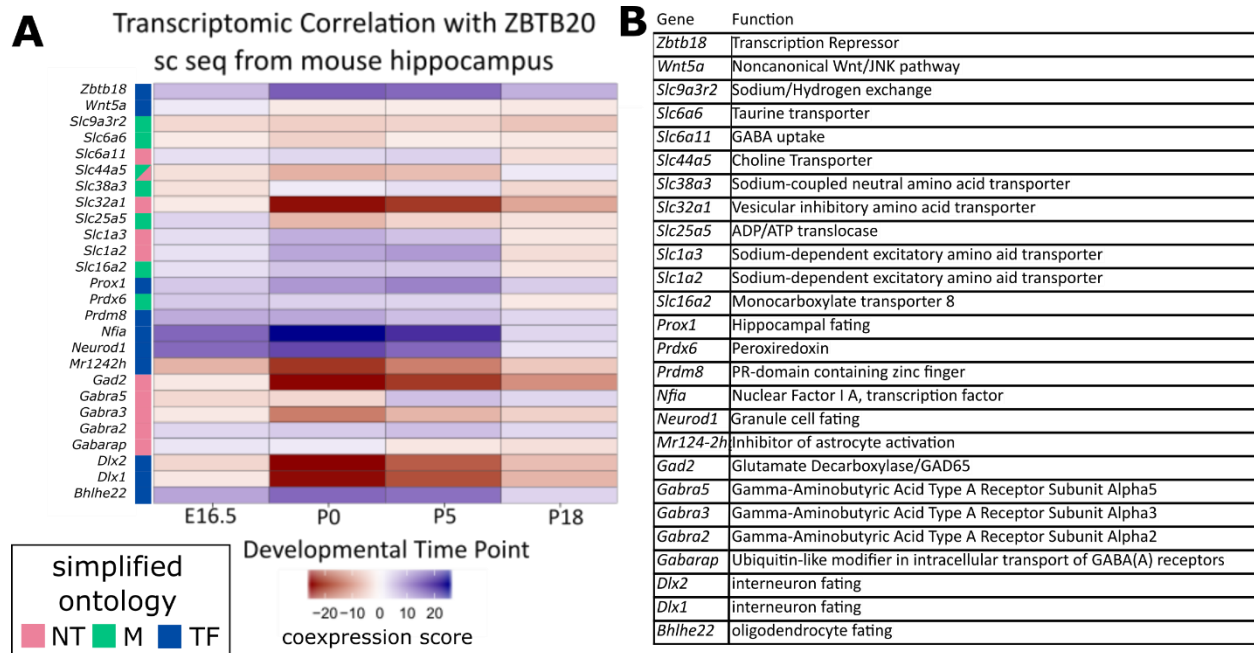 A
Transcriptomic Correlation with ZBTB20
sc seq from mouse hippocampus
Zbtb18
Wnt5a
Slc9a3r2
Slc6a6
Slc6a11
Slc44a5
Slc38a3
Slc32a1
Slc25a5
Slc1a3
Slc1a2
Slc16a2
Prox1
Prdx6
Prdm8
Nfia
Neurod1
Mr1242h
Gad2
Gabra5
Gabra3
Gabra2
Gabarap
Dlx2
Dlx1
Bhlhe22
E16.5 P0 P5 P18
Developmental Time Point
−20 −10 0 10 20
coexpression score
simplified
ontology
NT M TF
B
Gene Function
Zbtb18 Transcription Repressor
Wnt5a Noncanonical Wnt/JNK pathway
Slc9a3r2 Sodium/Hydrogen exchange
Slc6a6 Taurine transporter
Slc6a11 GABA uptake
Slc44a5 Choline Transporter
Slc38a3 Sodium-coupled neutral amino acid transporter
Slc32a1 Vesicular inhibitory amino acid transporter
Slc25a5 ADP/ATP translocase
Slc1a3 Sodium-dependent excitatory amino aid transporter
Slc1a2 Sodium-dependent excitatory amino aid transporter
Slc16a2 Monocarboxylate transporter 8
Prox1 Hippocampal fating
Prdx6 Peroxiredoxin
Prdm8 PR-domain containing zinc finger
Nfia Nuclear Factor I A, transcription factor
Neurod1 Granule cell fating
Mr124-2h Inhibitor of astrocyte activation
Gad2 Glutamate Decarboxylase/GAD65
Gabra5 Gamma-Aminobutyric Acid Type A Receptor Subunit Alpha5
Gabra3 Gamma-Aminobutyric Acid Type A Receptor Subunit Alpha3
Gabra2 Gamma-Aminobutyric Acid Type A Receptor Subunit Alpha2
Gabarap Ubiquitin-like modifier in intracellular transport of GABA(A) receptors
Dlx2 interneuron fating
Dlx1 interneuron fating
Bhlhe22 oligodendrocyte fating